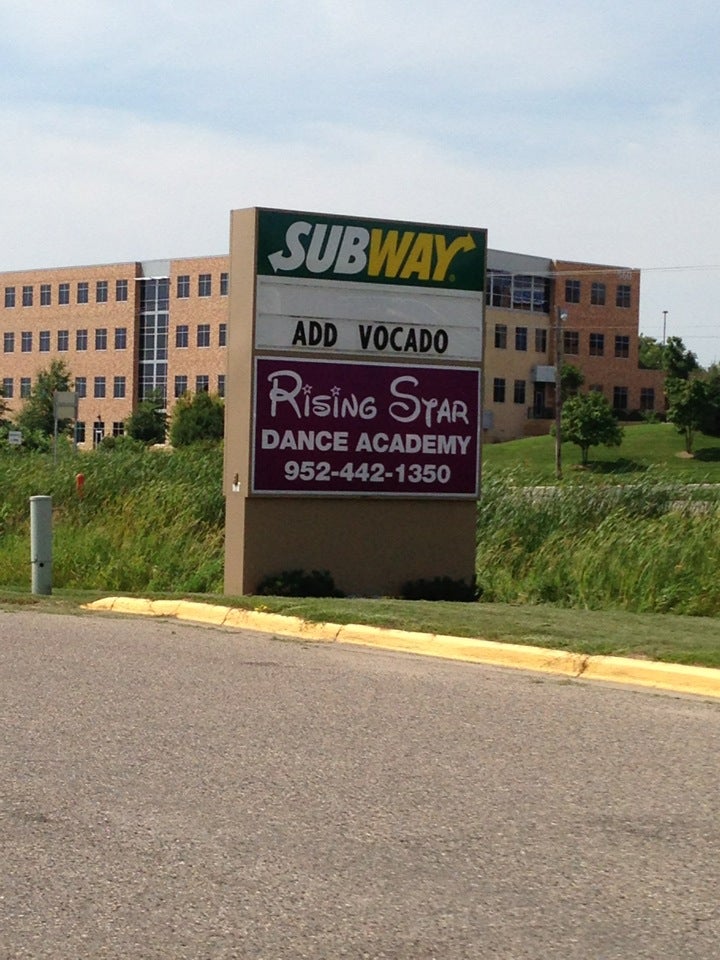 SUBWAY
ADD VOCADO
RISING STAR
DANCE ACADEMY
952-442-1350